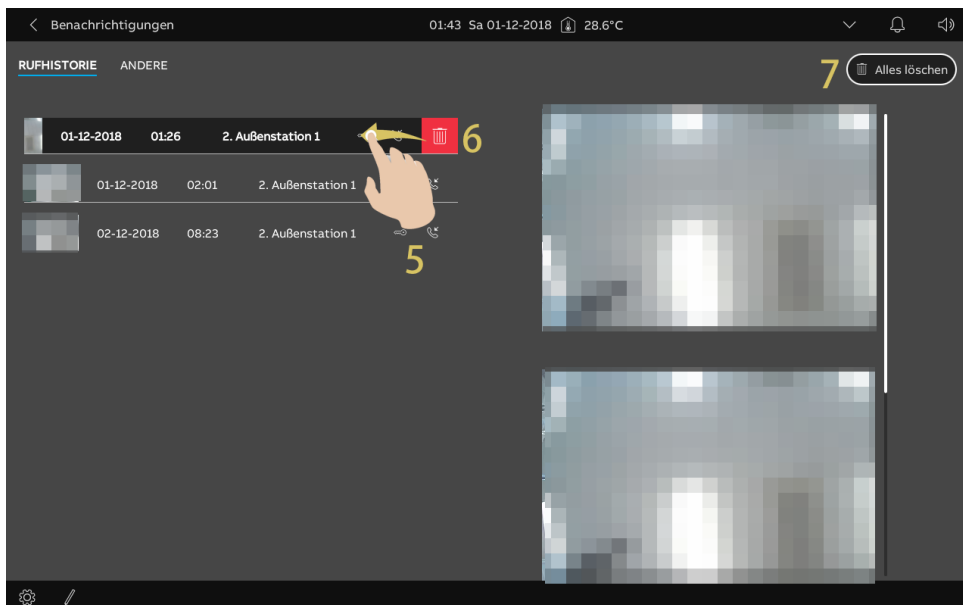 Benachrichtigungen 01:43 Sa 01-12-2018 28.6°C
RUFHISTORIE ANDERE
7 Alles löschen
01-12-2018 01:26 2. Außenstation 1 6
01-12-2018 02:01 2. Außenstation 1
02-12-2018 08:23 2. Außenstation 1
5